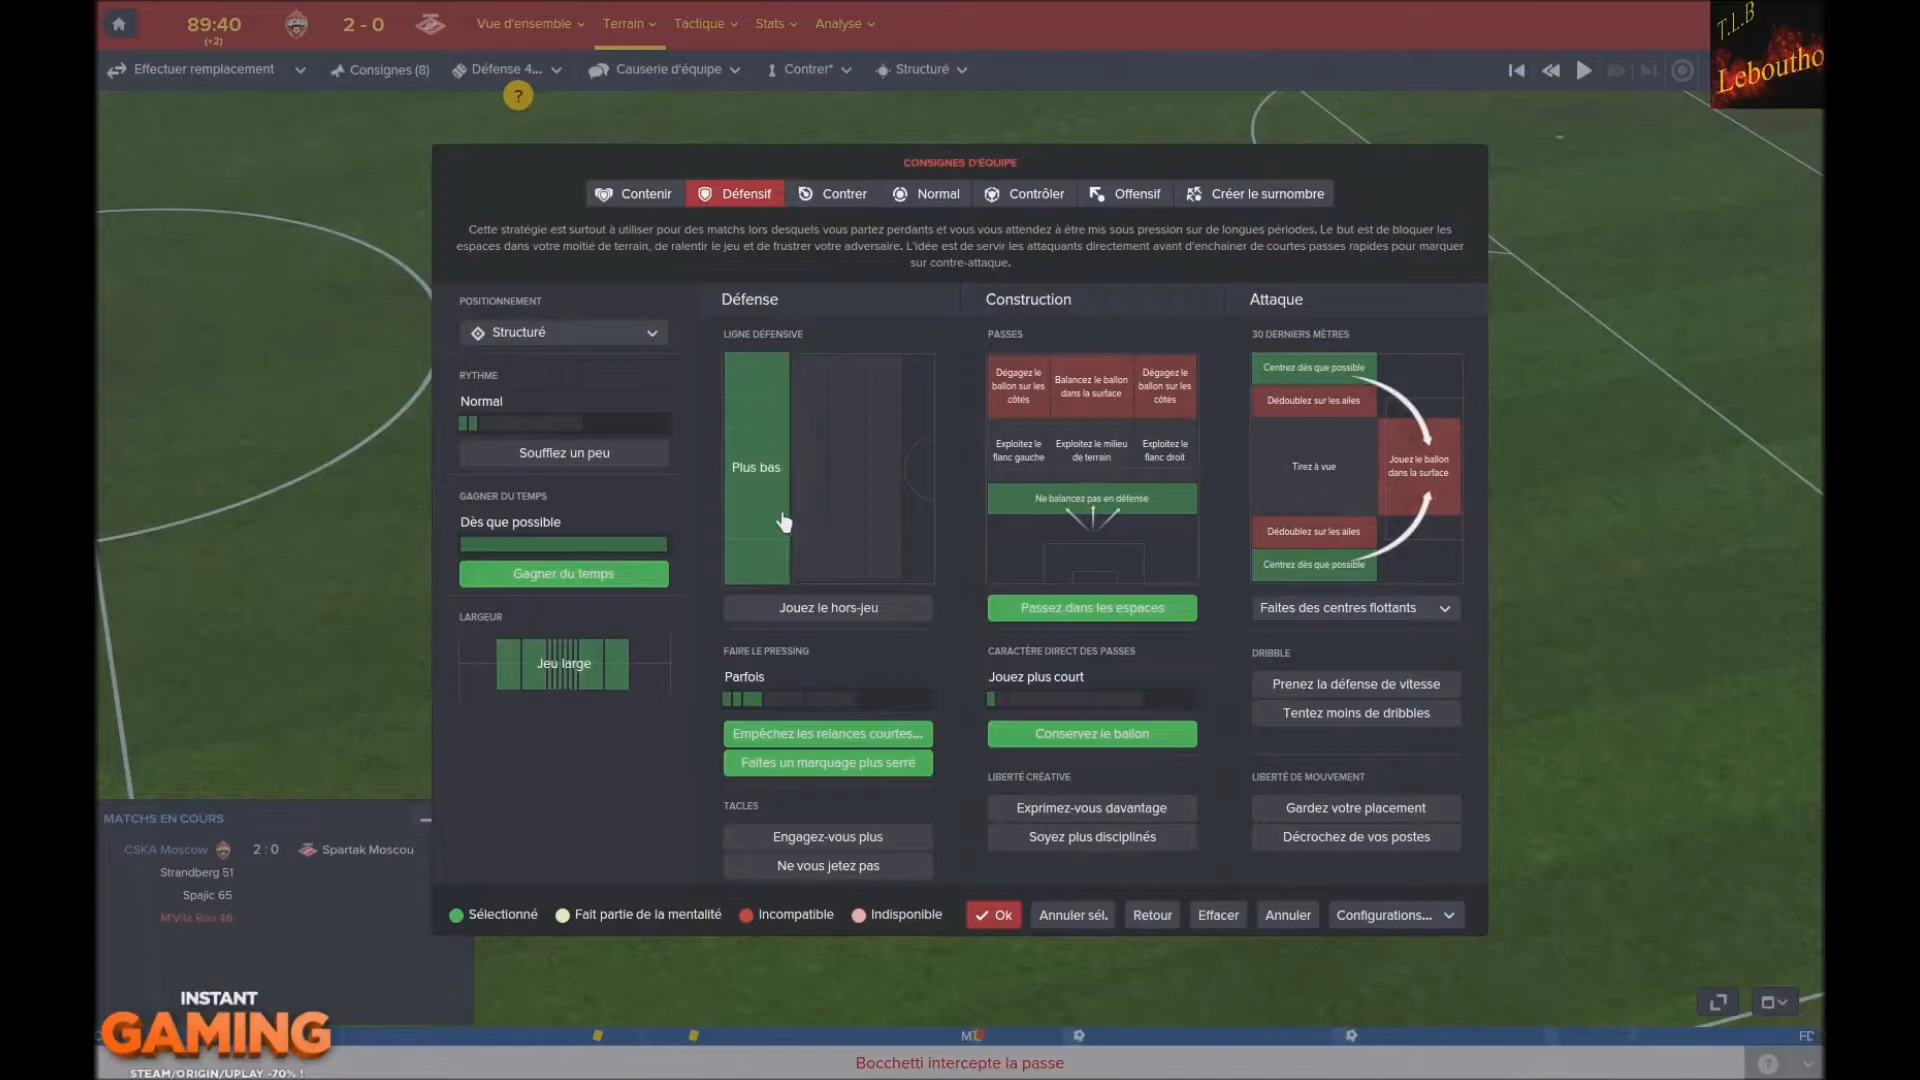 89:40
(+2)
2 - 0
Vue d'ensemble
Terrain
Tactique
Stats
Analyse
T.L.B
Leboutho
Effectuer remplacement
Consignes (8)
Défense 4...
Causerie d'équipe
Contrer*
Structuré
?
CONSIGNES D'ÉQUIPE
Contenir
Défensif
Contrer
Normal
Contrôler
Offensif
Créer le surnombre
Cette stratégie est surtout à utiliser pour des matchs lors desquels vous partez perdants et vous vous attendez à être mis sous pression sur de longues périodes. Le but est de bloquer les
espaces dans votre moitié de terrain, de ralentir le jeu et de frustrer votre adversaire. L'idée est de servir les attaquants directement avant d'enchaîner de courtes passes rapides pour marquer
sur contre-attaque.
POSITIONNEMENT
Structuré
RYTHME
Normal
Soufflez un peu
GAGNER DU TEMPS
Dès que possible
Gagner du temps
LARGEUR
Jeu large
Défense
LIGNE DÉFENSIVE
Plus bas
Jouez le hors-jeu
FAIRE LE PRESSING
Parfois
Empêchez les relances courtes...
Faites un marquage plus serré
TACLES
Engagez-vous plus
Ne vous jetez pas
Construction
PASSES
Dégagez le
ballon sur les
côtés
Balancez le ballon
dans la surface
Dégagez le
ballon sur les
côtés
Exploitez le
flanc gauche
Exploitez le milieu
de terrain
Exploitez le
flanc droit
Ne balancez pas en défense
Passez dans les espaces
CARACTÈRE DIRECT DES PASSES
Jouez plus court
Conservez le ballon
LIBERTÉ CRÉATIVE
Exprimez-vous davantage
Soyez plus disciplinés
Attaque
30 DERNIERS MÈTRES
Centrez dès que possible
Dédoublez sur les ailes
Tirez à vue
Jouez le ballon
dans la surface
Dédoublez sur les ailes
Centrez dès que possible
Faites des centres flottants
DRIBBLE
Prenez la défense de vitesse
Tentez moins de dribbles
LIBERTÉ DE MOUVEMENT
Gardez votre placement
Décrochez de vos postes
MATCHS EN COURS
CSKA Moscow
2 : 0
Spartak Moscou
Strandberg 51
Spajic 65
M'Vila Rou 46
Sélectionné
Fait partie de la mentalité
Incompatible
Indisponible
Ok
Annuler sél.
Retour
Effacer
Annuler
Configurations...
INSTANT
GAMING
STEAM/ORIGIN/UPLAY -70% !
Bocchetti intercepte la passe
?